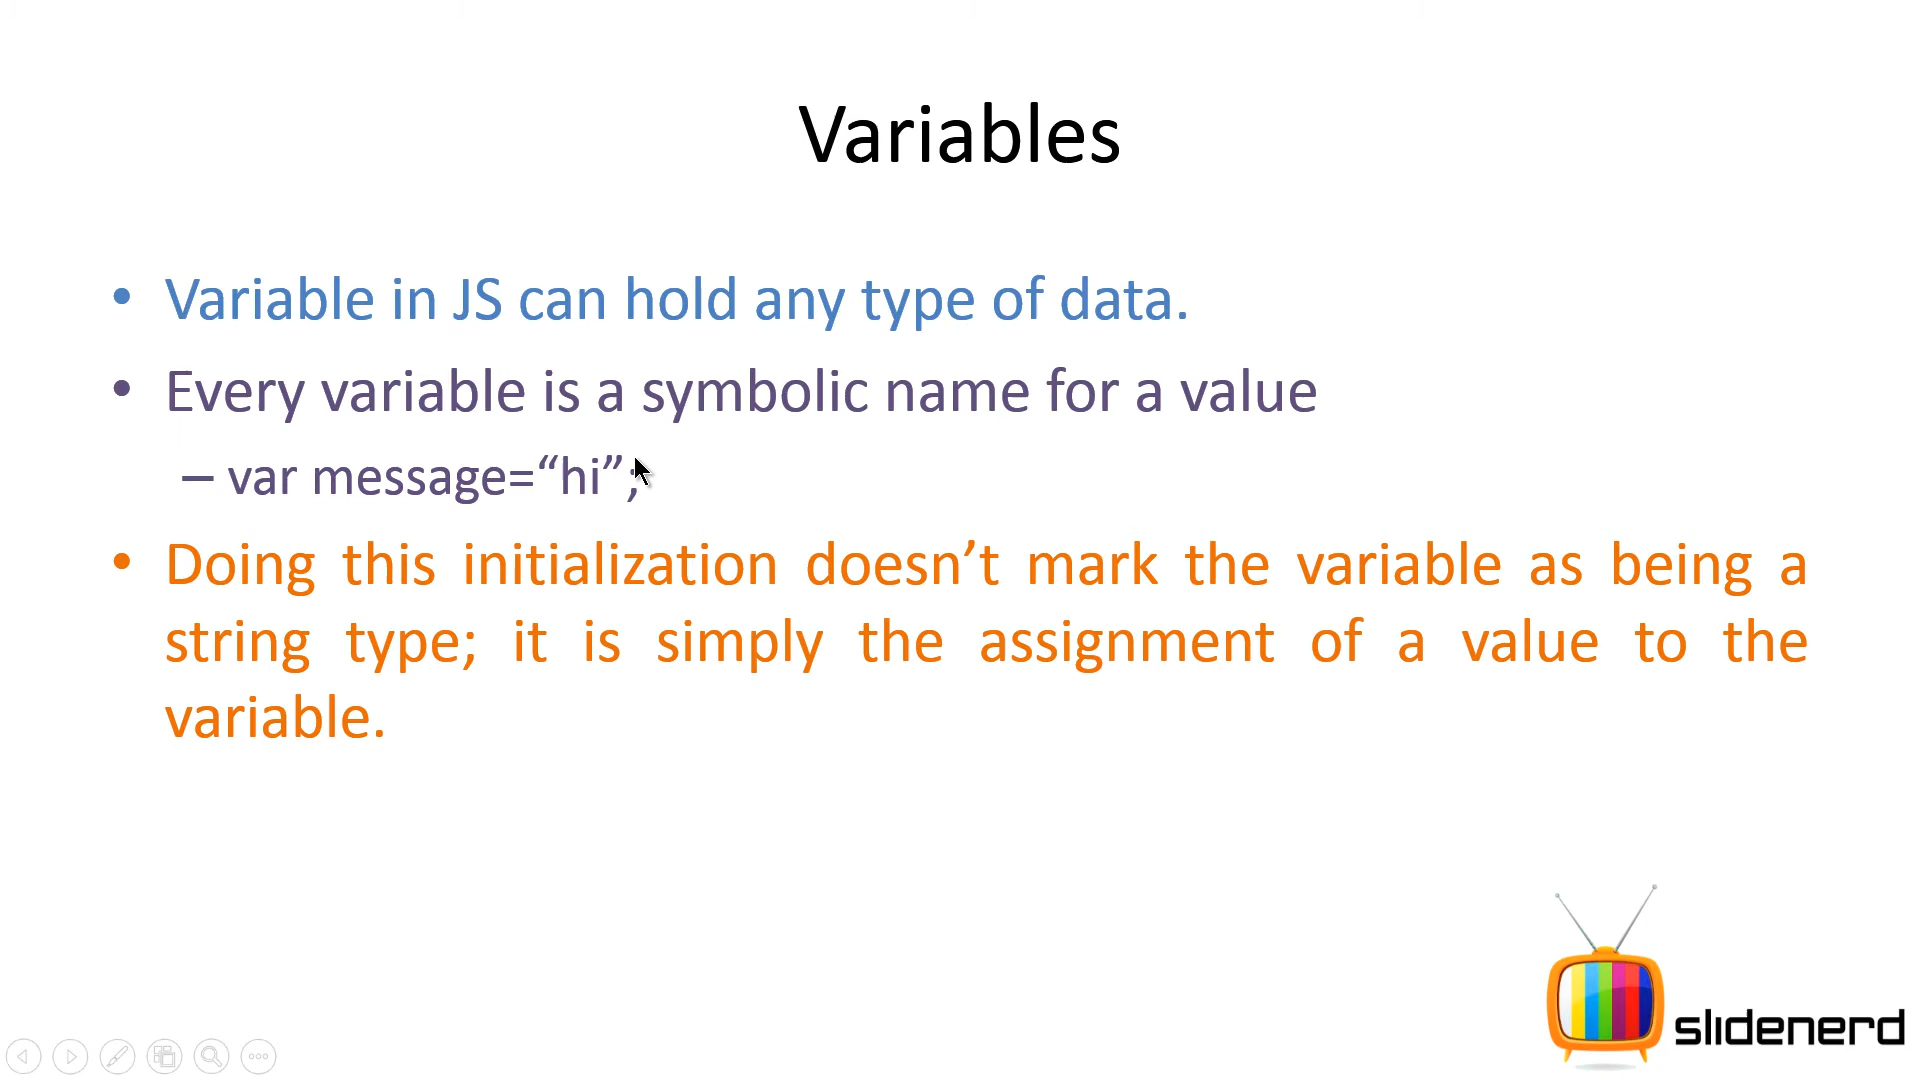 Variables
• Variable in JS can hold any type of data.
• Every variable is a symbolic name for a value
– var message=“hi”;
• Doing this initialization doesn’t mark the variable as being a
string type; it is simply the assignment of a value to the
variable.
slidenerd